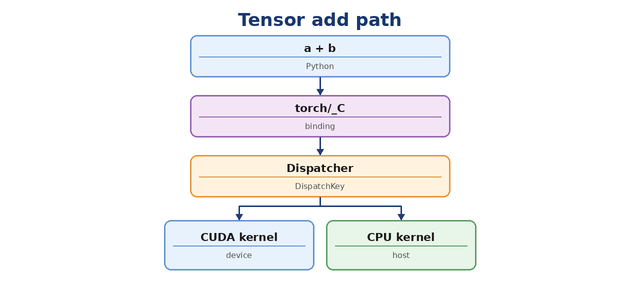 Tensor add path
a + b
Python
torch/_C
binding
Dispatcher
DispatchKey
CUDA kernel
device
CPU kernel
host